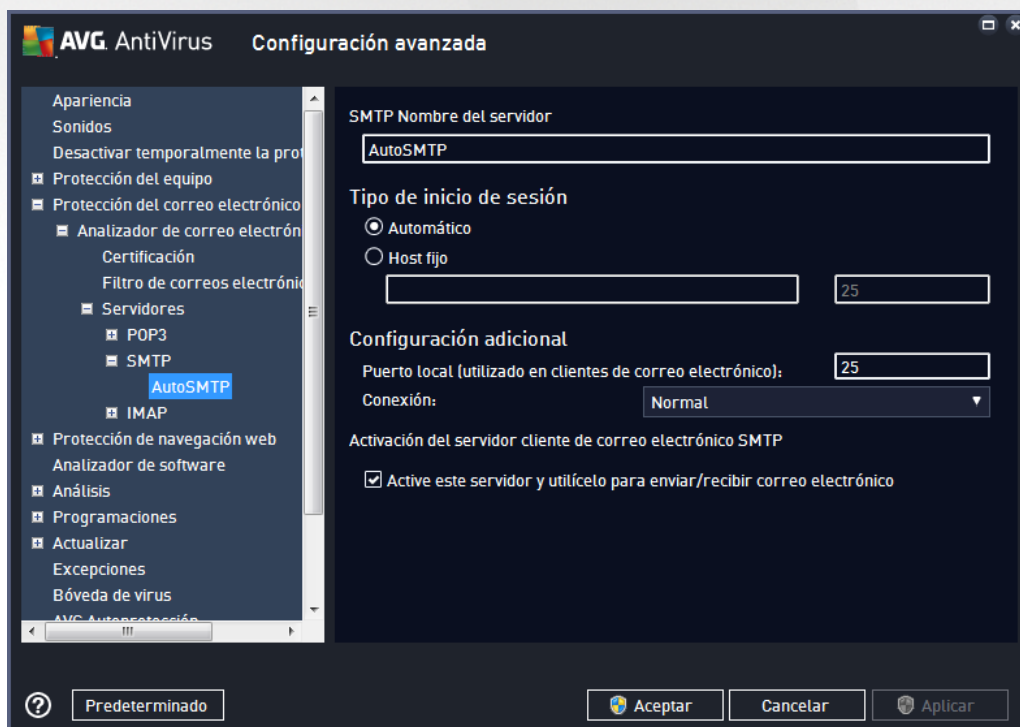 AVG. AntiVirus Configuración avanzada
Apariencia
Sonidos
Desactivar temporalmente la prot
Protección del equipo
Protección del correo electrónico
Analizador de correo electrón
Certificación
Filtro de correos electrónic
Servidores
POP3
SMTP
AutoSMTP
IMAP
Protección de navegación web
Analizador de software
Análisis
Programaciones
Actualizar
Excepciones
Bóveda de virus
AVG Autoprotección
SMTP Nombre del servidor
AutoSMTP
Tipo de inicio de sesión
Automático
Host fijo
25
Configuración adicional
Puerto local (utilizado en clientes de correo electrónico): 25
Conexión: Normal
Activación del servidor cliente de correo electrónico SMTP
Active este servidor y utilícelo para enviar/recibir correo electrónico
? Predeterminado Aceptar Cancelar Aplicar